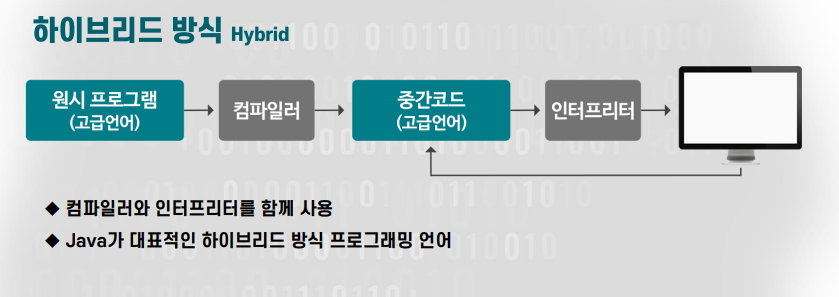 하이브리드 방식 Hybrid
원시 프로그램
(고급언어)
컴파일러
중간코드
(고급언어)
인터프리터
◆ 컴파일러와 인터프리터를 함께 사용
◆ Java가 대표적인 하이브리드 방식 프로그래밍 언어